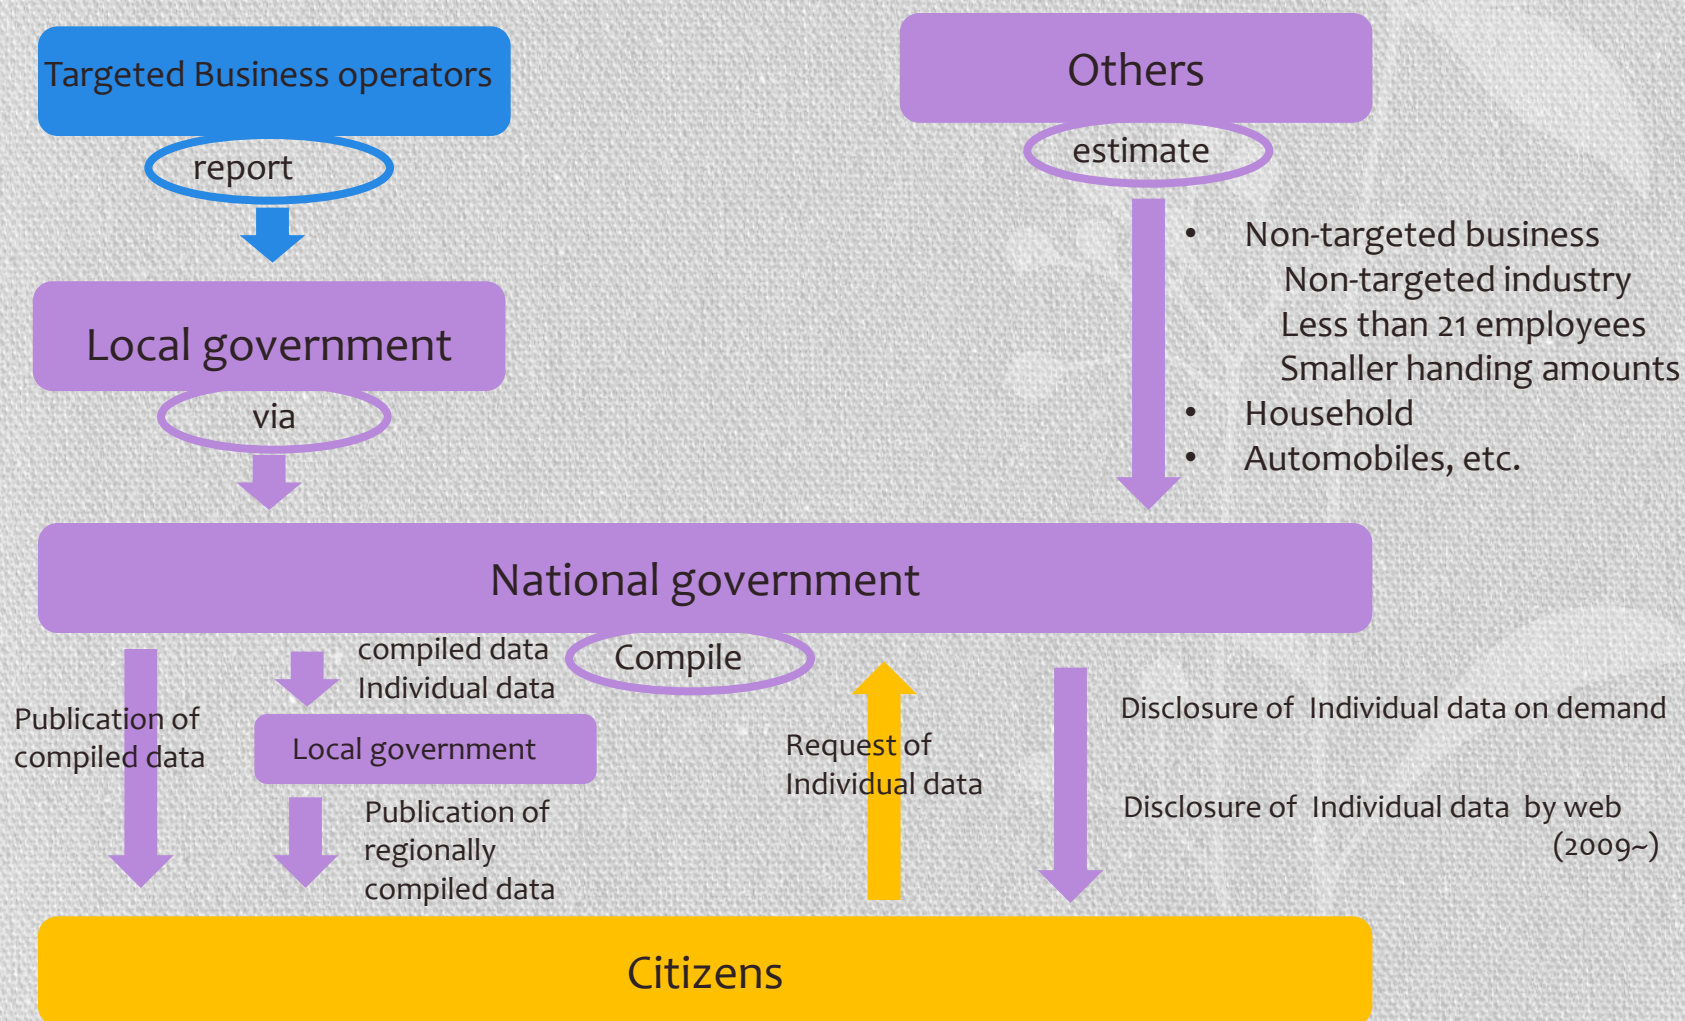 Targeted Business operators
report
Local government
via
Others
estimate
• Non-targeted business
Non-targeted industry
Less than 21 employees
Smaller handing amounts
• Household
• Automobiles, etc.
National government
Compile
Publication of
compiled data
compiled data
Individual data
Local government
Publication of
regionally
compiled data
Request of
Individual data
Disclosure of Individual data on demand
Disclosure of Individual data by web
(2009~)
Citizens